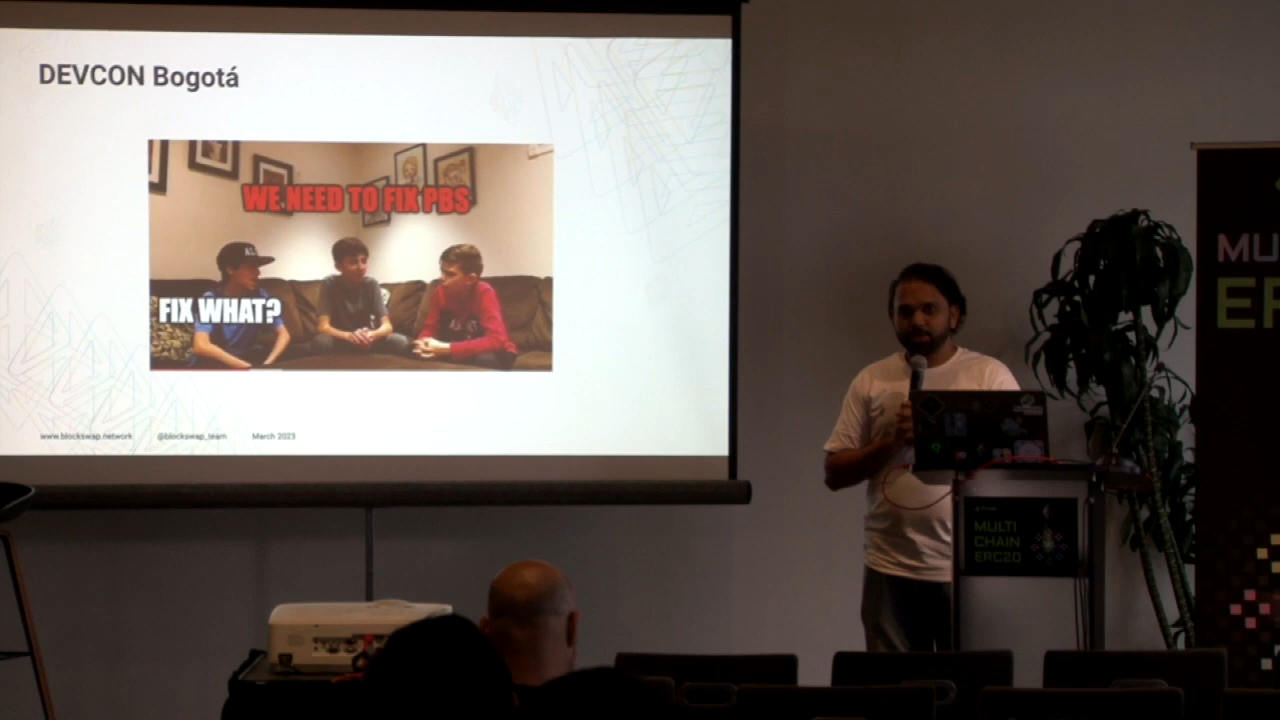 DEVCON Bogotá
WE NEED TO FIX PBS
FIX WHAT?
www.blockswap.network @blockswap_team March 2023
MULTI
CHAIN
ERC20
MU
ER